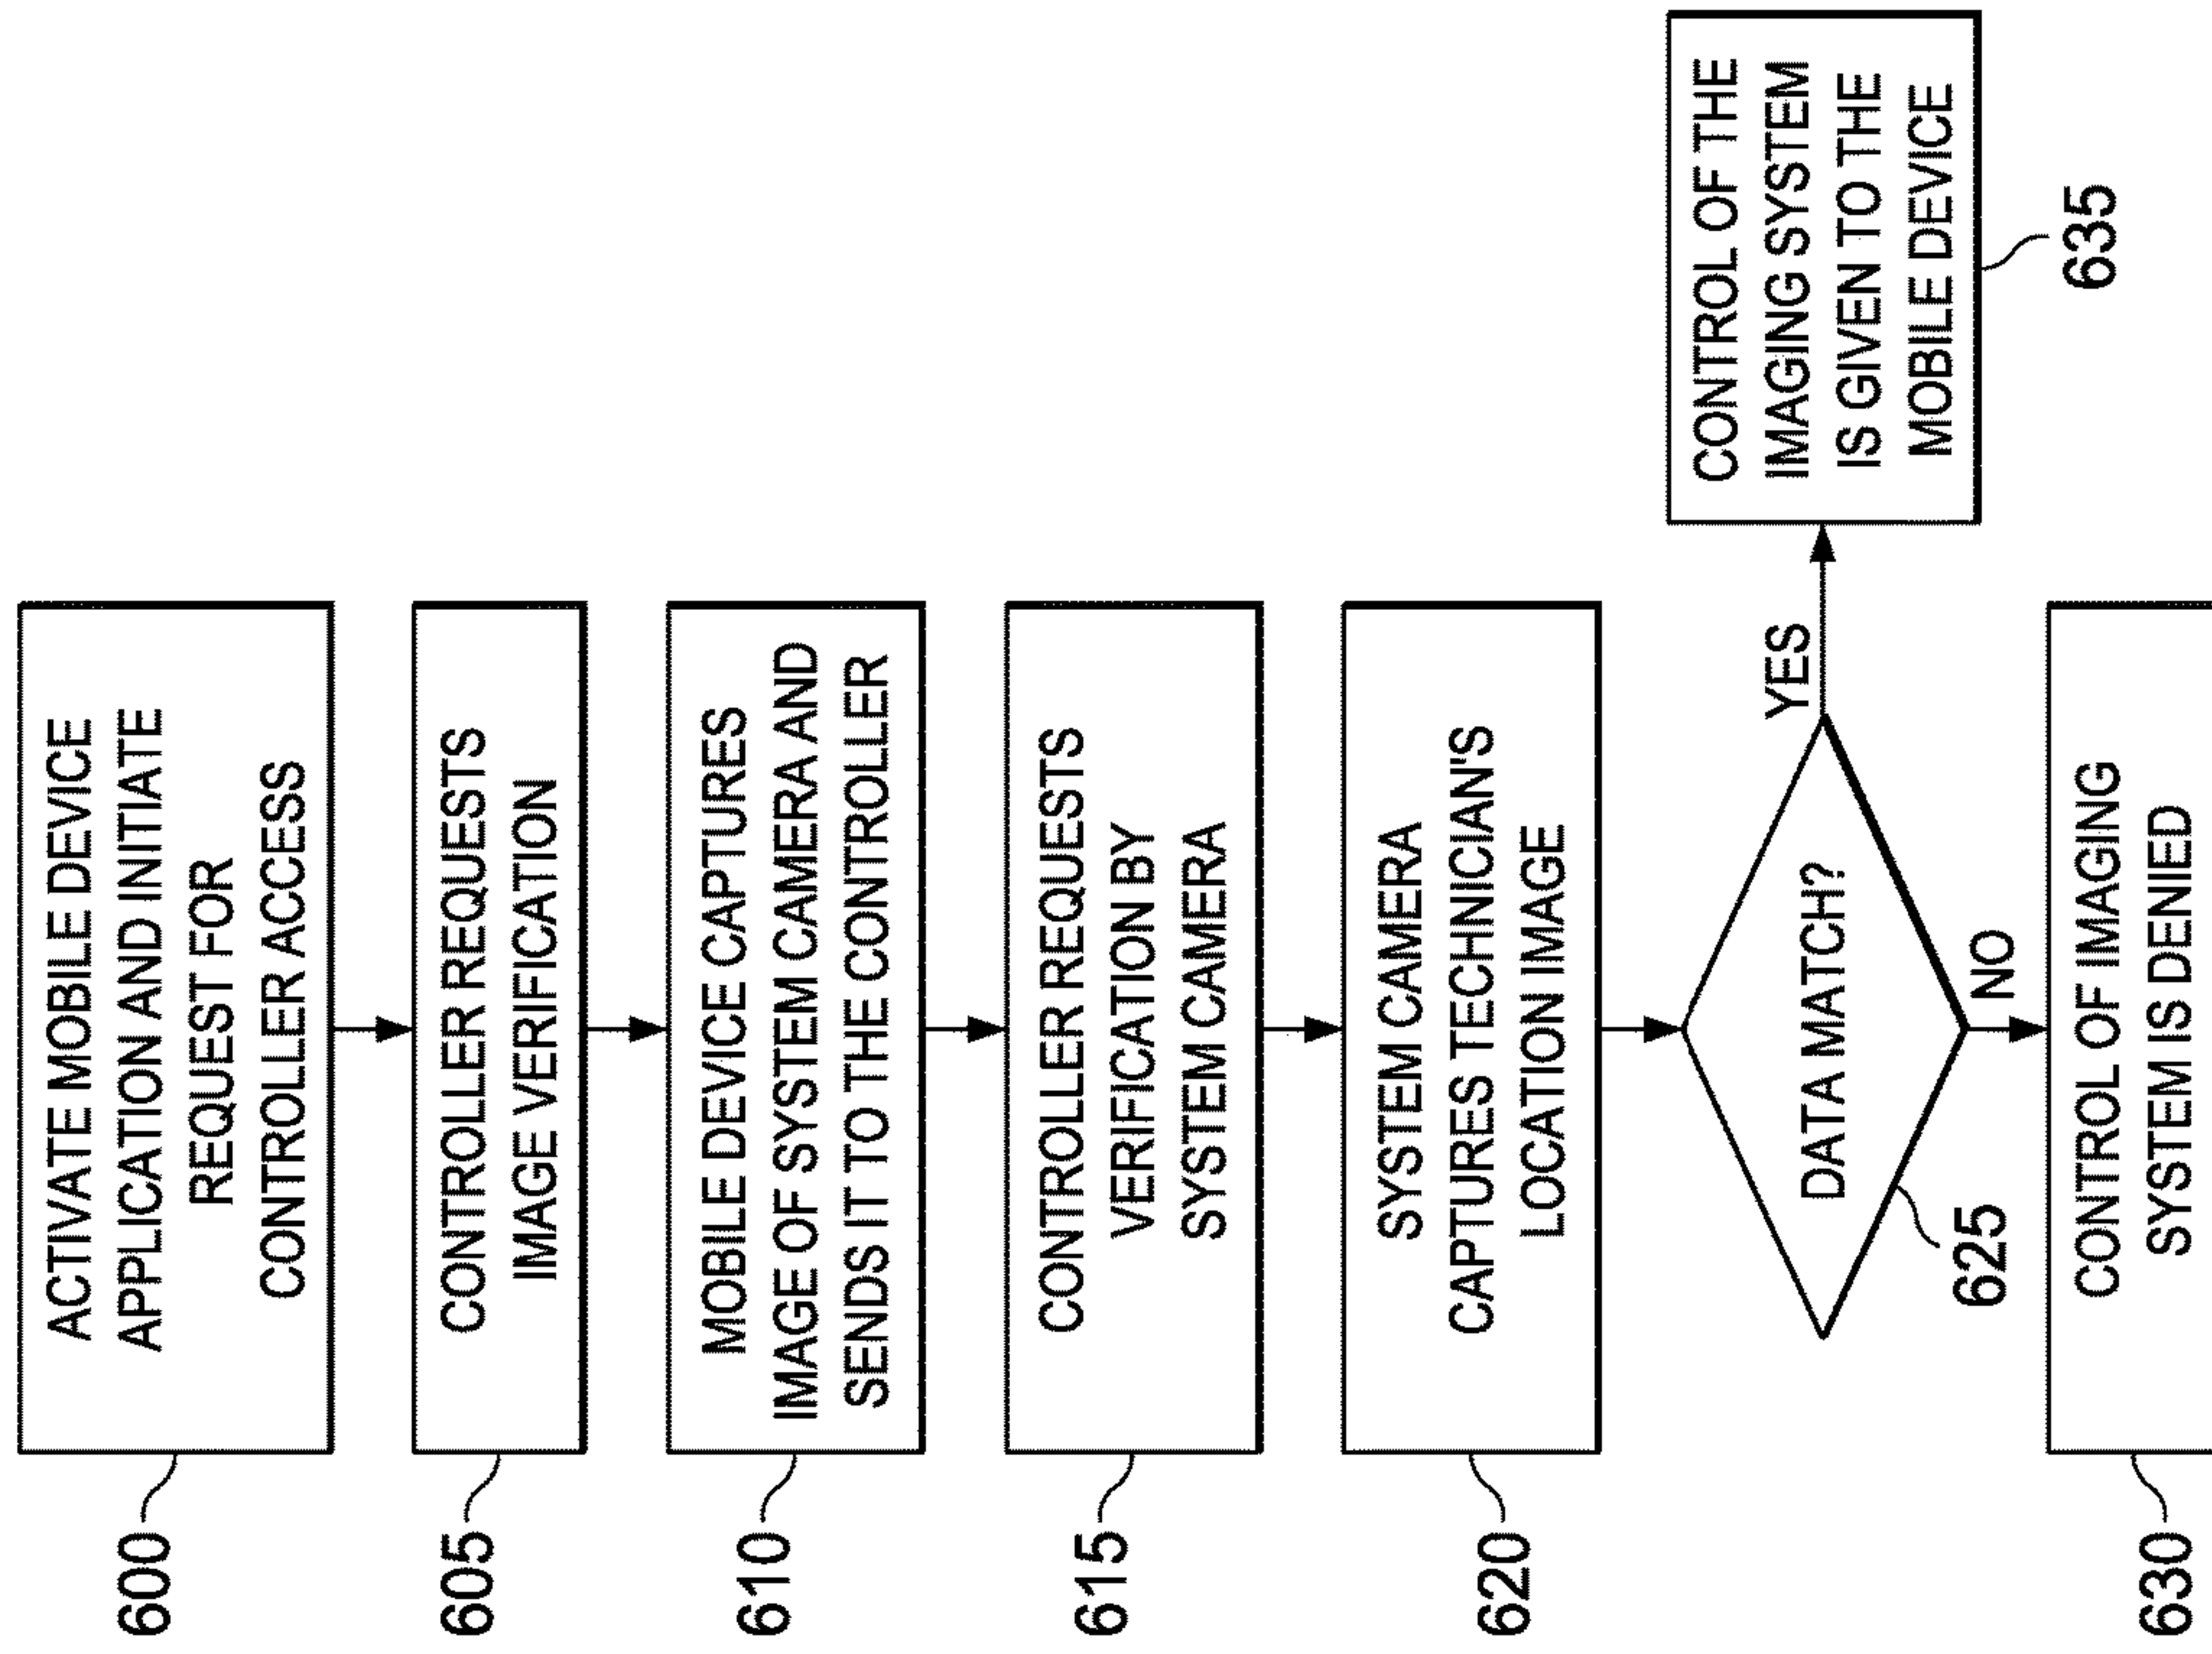 600
ACTIVATE MOBILE DEVICE
APPLICATION AND INITIATE
REQUEST FOR
CONTROLLER ACCESS
605
CONTROLLER REQUESTS
IMAGE VERIFICATION
610
MOBILE DEVICE CAPTURES
IMAGE OF SYSTEM CAMERA AND
SENDS IT TO THE CONTROLLER
615
CONTROLLER REQUESTS
VERIFICATION BY
SYSTEM CAMERA
620
SYSTEM CAMERA
CAPTURES TECHNICIAN'S
LOCATION IMAGE
625
DATA MATCH?
YES
CONTROL OF THE
IMAGING SYSTEM
IS GIVEN TO THE
MOBILE DEVICE
635
NO
630
CONTROL OF IMAGING
SYSTEM IS DENIED